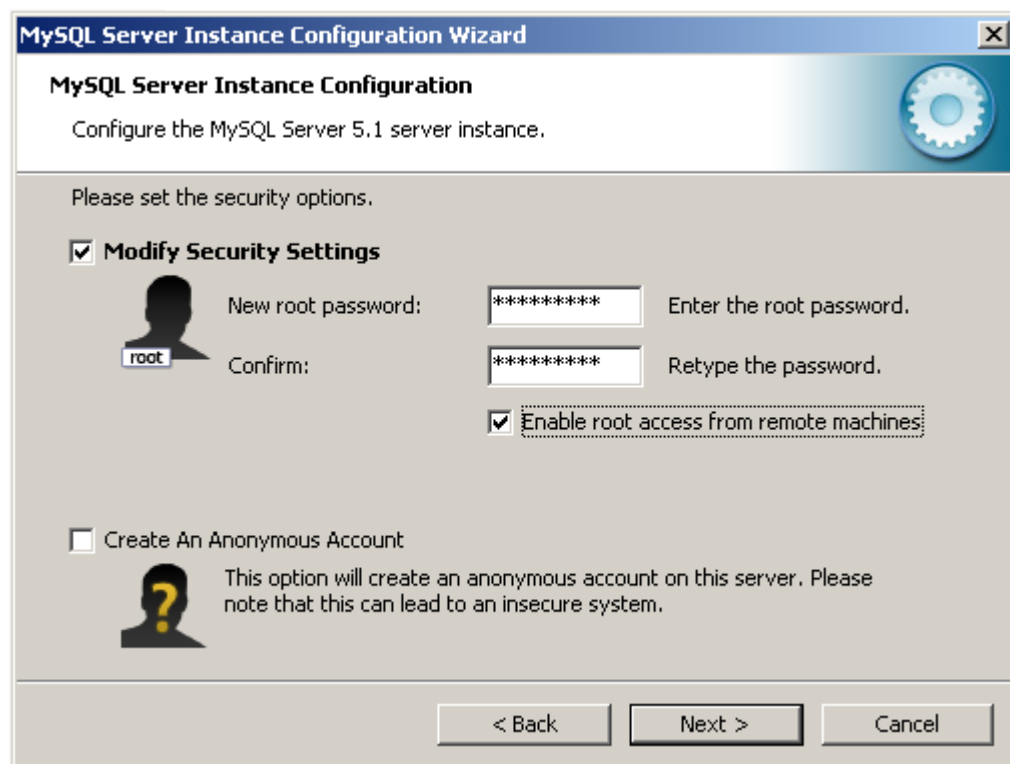 MySQL Server Instance Configuration Wizard
MySQL Server Instance Configuration
Configure the MySQL Server 5.1 server instance.
Please set the security options.
Modify Security Settings
New root password: ********* Enter the root password.
root
Confirm: ********* Retype the password.
Enable root access from remote machines
Create An Anonymous Account
This option will create an anonymous account on this server. Please
note that this can lead to an insecure system.
?
< Back Next > Cancel